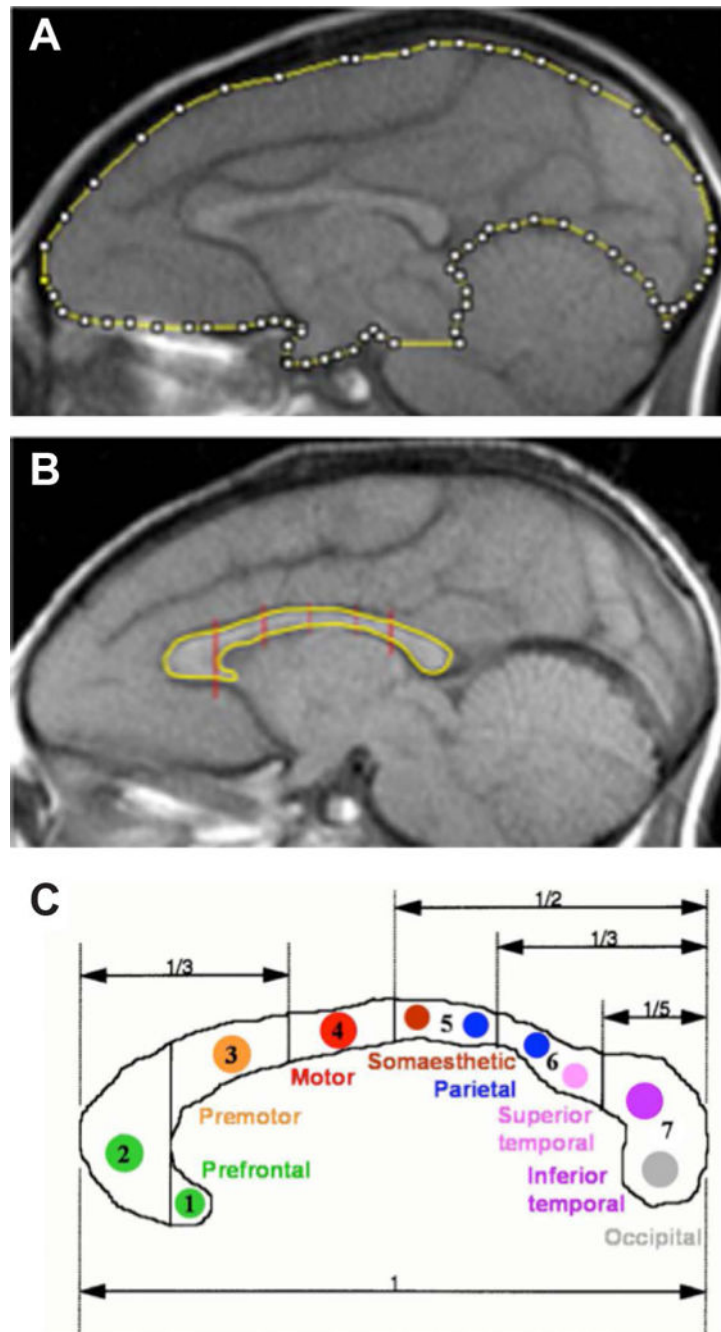 A
B
C
1/2
1/3
1/3
1/5
4
5
3
6
Motor
Somaesthetic
Parietal
Premotor
Superior
temporal
7
2
Prefrontal
1
Inferior
temporal
Occipital
1